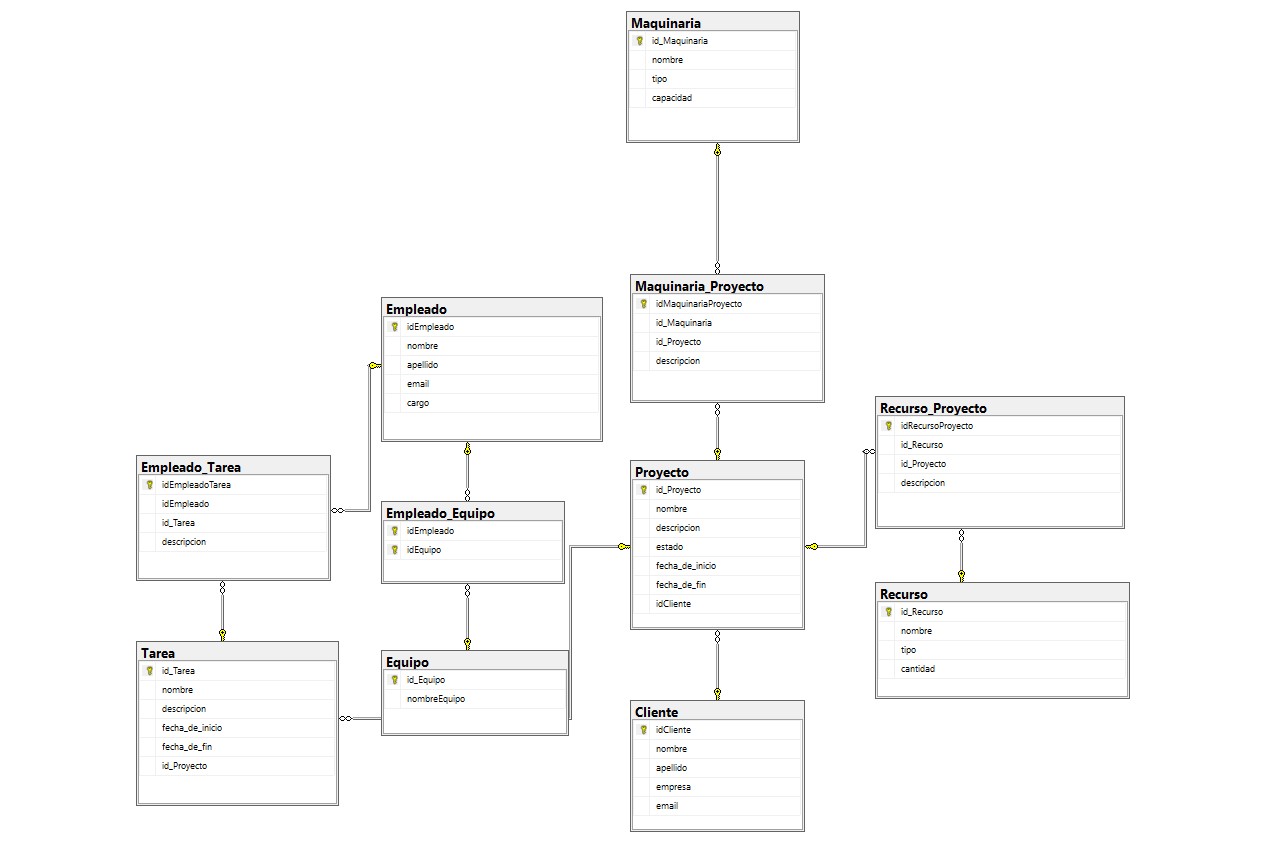 Maquinaria
id_Maquinaria
nombre
tipo
capacidad
Maquinaria_Proyecto
idMaquinariaProyecto
id_Maquinaria
id_Proyecto
descripcion
Empleado
idEmpleado
nombre
apellido
email
cargo
Recurso_Proyecto
idRecursoProyecto
id_Recurso
id_Proyecto
descripcion
Empleado_Tarea
idEmpleadoTarea
idEmpleado
id_Tarea
descripcion
Empleado_Equipo
idEmpleado
idEquipo
Proyecto
id_Proyecto
nombre
descripcion
estado
fecha_de_inicio
fecha_de_fin
idCliente
Recurso
id_Recurso
nombre
tipo
cantidad
Tarea
id_Tarea
nombre
descripcion
fecha_de_inicio
fecha_de_fin
id_Proyecto
Equipo
id_Equipo
nombreEquipo
Cliente
idCliente
nombre
apellido
empresa
email